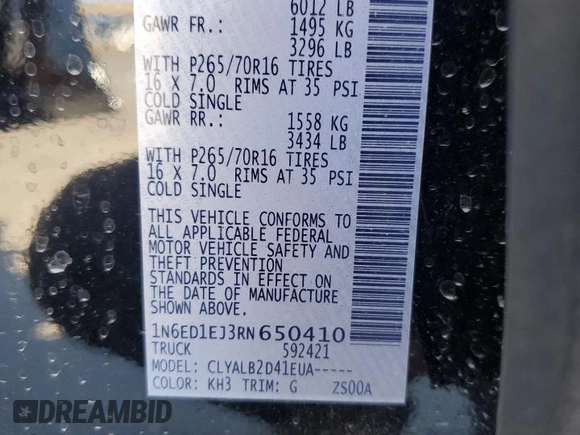 6012 LB
GAWR FR.: 1495 KG
3296 LB
WITH P265/70R16 TIRES
16 X 7.0 RIMS AT 35 PSI
COLD SINGLE
GAWR RR.: 1558 KG
3434 LB
WITH P265/70R16 TIRES
16 X 7.0 RIMS AT 35 PSI
COLD SINGLE
THIS VEHICLE CONFORMS TO
ALL APPLICABLE FEDERAL
MOTOR VEHICLE SAFETY AND
THEFT PREVENTION
STANDARDS IN EFFECT ON
THE DATE OF MANUFACTURE
SHOWN ABOVE.
1N6ED1EJ3RN650410
TRUCK 592421
MODEL: CLYALB2D41EUA-----
COLOR: KH3 TRIM: G ZS00A
DREAMBID